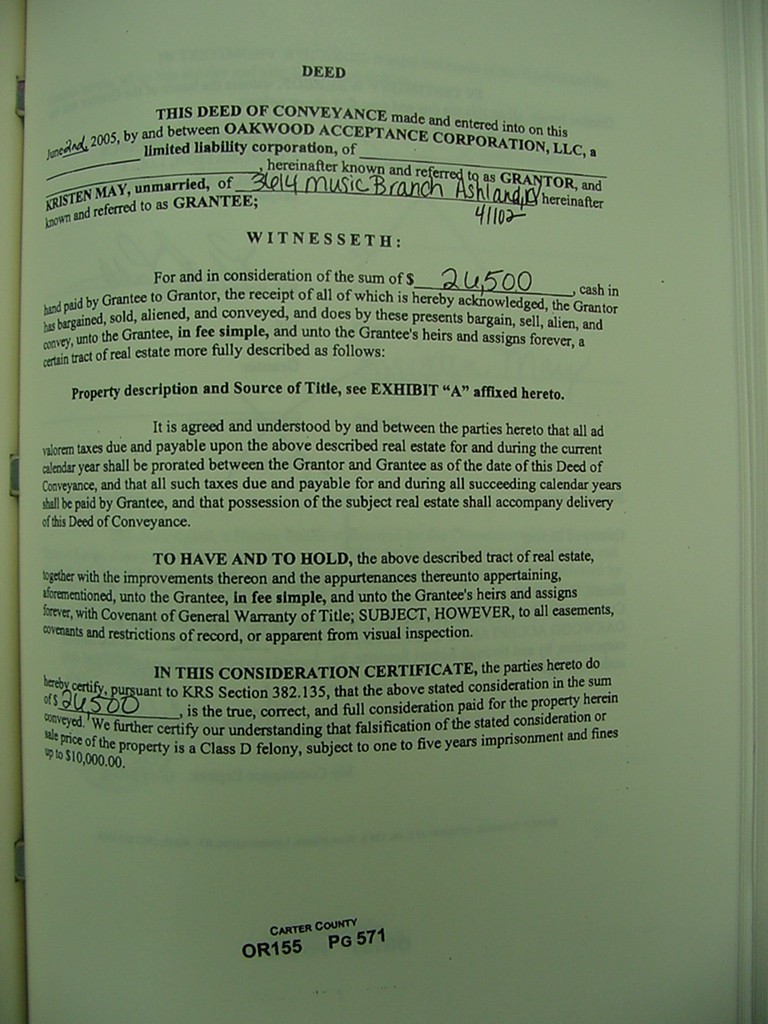 DEED
THIS DEED OF CONVEYANCE made and entered into on this
June 2nd, 2005, by and between OAKWOOD ACCEPTANCE CORPORATION, LLC, a
____________ limited liability corporation, of ____________
____________, hereinafter known and referred to as GRANTOR, and
KRISTEN MAY, unmarried, of 3614 Music Branch Ashland, Ky hereinafter
41102
known and referred to as GRANTEE;
WITNESSETH:
For and in consideration of the sum of $ 26,500, cash in
hand paid by Grantee to Grantor, the receipt of all of which is hereby acknowledged, the Grantor
has bargained, sold, aliened, and conveyed, and does by these presents bargain, sell, alien, and
convey, unto the Grantee, in fee simple, and unto the Grantee's heirs and assigns forever, a
certain tract of real estate more fully described as follows:
Property description and Source of Title, see EXHIBIT "A" affixed hereto.
It is agreed and understood by and between the parties hereto that all ad
valorem taxes due and payable upon the above described real estate for and during the current
calendar year shall be prorated between the Grantor and Grantee as of the date of this Deed of
Conveyance, and that all such taxes due and payable for and during all succeeding calendar years
shall be paid by Grantee, and that possession of the subject real estate shall accompany delivery
of this Deed of Conveyance.
TO HAVE AND TO HOLD, the above described tract of real estate,
together with the improvements thereon and the appurtenances thereunto appertaining,
aforementioned, unto the Grantee, in fee simple, and unto the Grantee's heirs and assigns
forever, with Covenant of General Warranty of Title; SUBJECT, HOWEVER, to all easements,
covenants and restrictions of record, or apparent from visual inspection.
IN THIS CONSIDERATION CERTIFICATE, the parties hereto do
hereby certify, pursuant to KRS Section 382.135, that the above stated consideration in the sum
of $ 26,500, is the true, correct, and full consideration paid for the property herein
conveyed. We further certify our understanding that falsification of the stated consideration or
sale price of the property is a Class D felony, subject to one to five years imprisonment and fines
up to $10,000.00.
CARTER COUNTY
OR155 PG 571